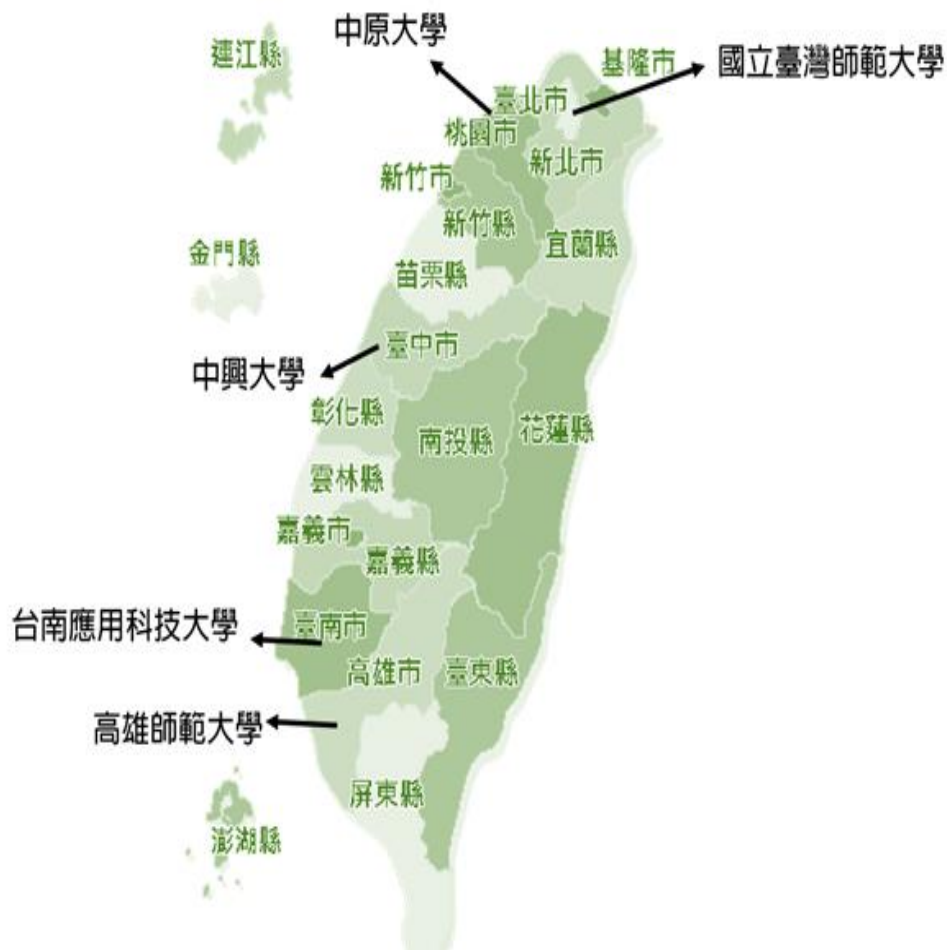 中原大學
連江縣
基隆市
國立臺灣師範大學
臺北市
桃園市
新北市
新竹市
新竹縣
宜蘭縣
金門縣
苗栗縣
臺中市
中興大學
彰化縣
南投縣
花蓮縣
雲林縣
嘉義市
嘉義縣
台南應用科技大學
臺南市
高雄市
臺東縣
高雄師範大學
屏東縣
澎湖縣